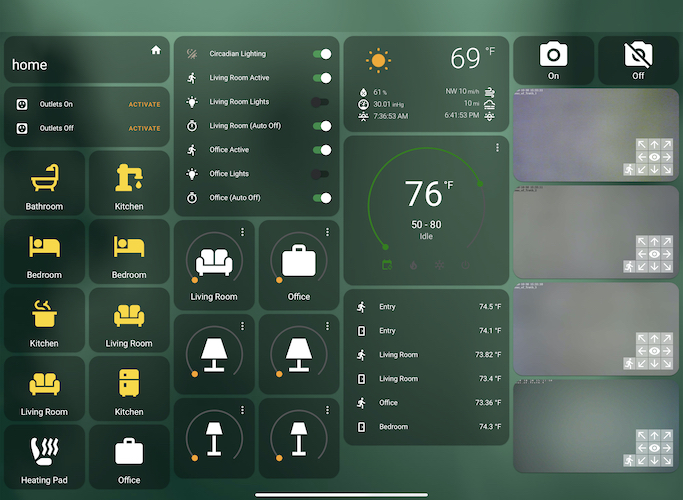 home
Outlets On ACTIVATE
Outlets Off ACTIVATE
Bathroom
Kitchen
Bedroom
Bedroom
Kitchen
Living Room
Living Room
Kitchen
Heating Pad
Office
Circadian Lighting
Living Room Active
Living Room Lights
Living Room (Auto Off)
Office Active
Office Lights
Office (Auto Off)
Living Room
Office
69 °F
61 % NW 10 mi/h
30.01 inHg 10 mi
7:36:53 AM 6:41:53 PM
76 °F
50 - 80
Idle
Entry 74.5 °F
Entry 74.1 °F
Living Room 73.82 °F
Living Room 73.4 °F
Office 73.36 °F
Bedroom 74.3 °F
On
Off